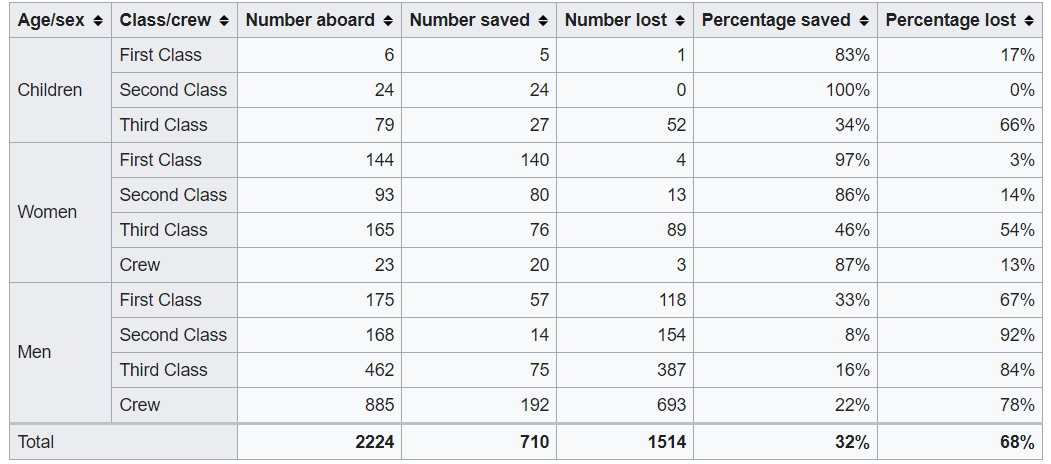 Age/sex Class/crew Number aboard Number saved Number lost Percentage saved Percentage lost
Children First Class 6 5 1 83% 17%
Second Class 24 24 0 100% 0%
Third Class 79 27 52 34% 66%
Women First Class 144 140 4 97% 3%
Second Class 93 80 13 86% 14%
Third Class 165 76 89 46% 54%
Crew 23 20 3 87% 13%
Men First Class 175 57 118 33% 67%
Second Class 168 14 154 8% 92%
Third Class 462 75 387 16% 84%
Crew 885 192 693 22% 78%
Total 2224 710 1514 32% 68%